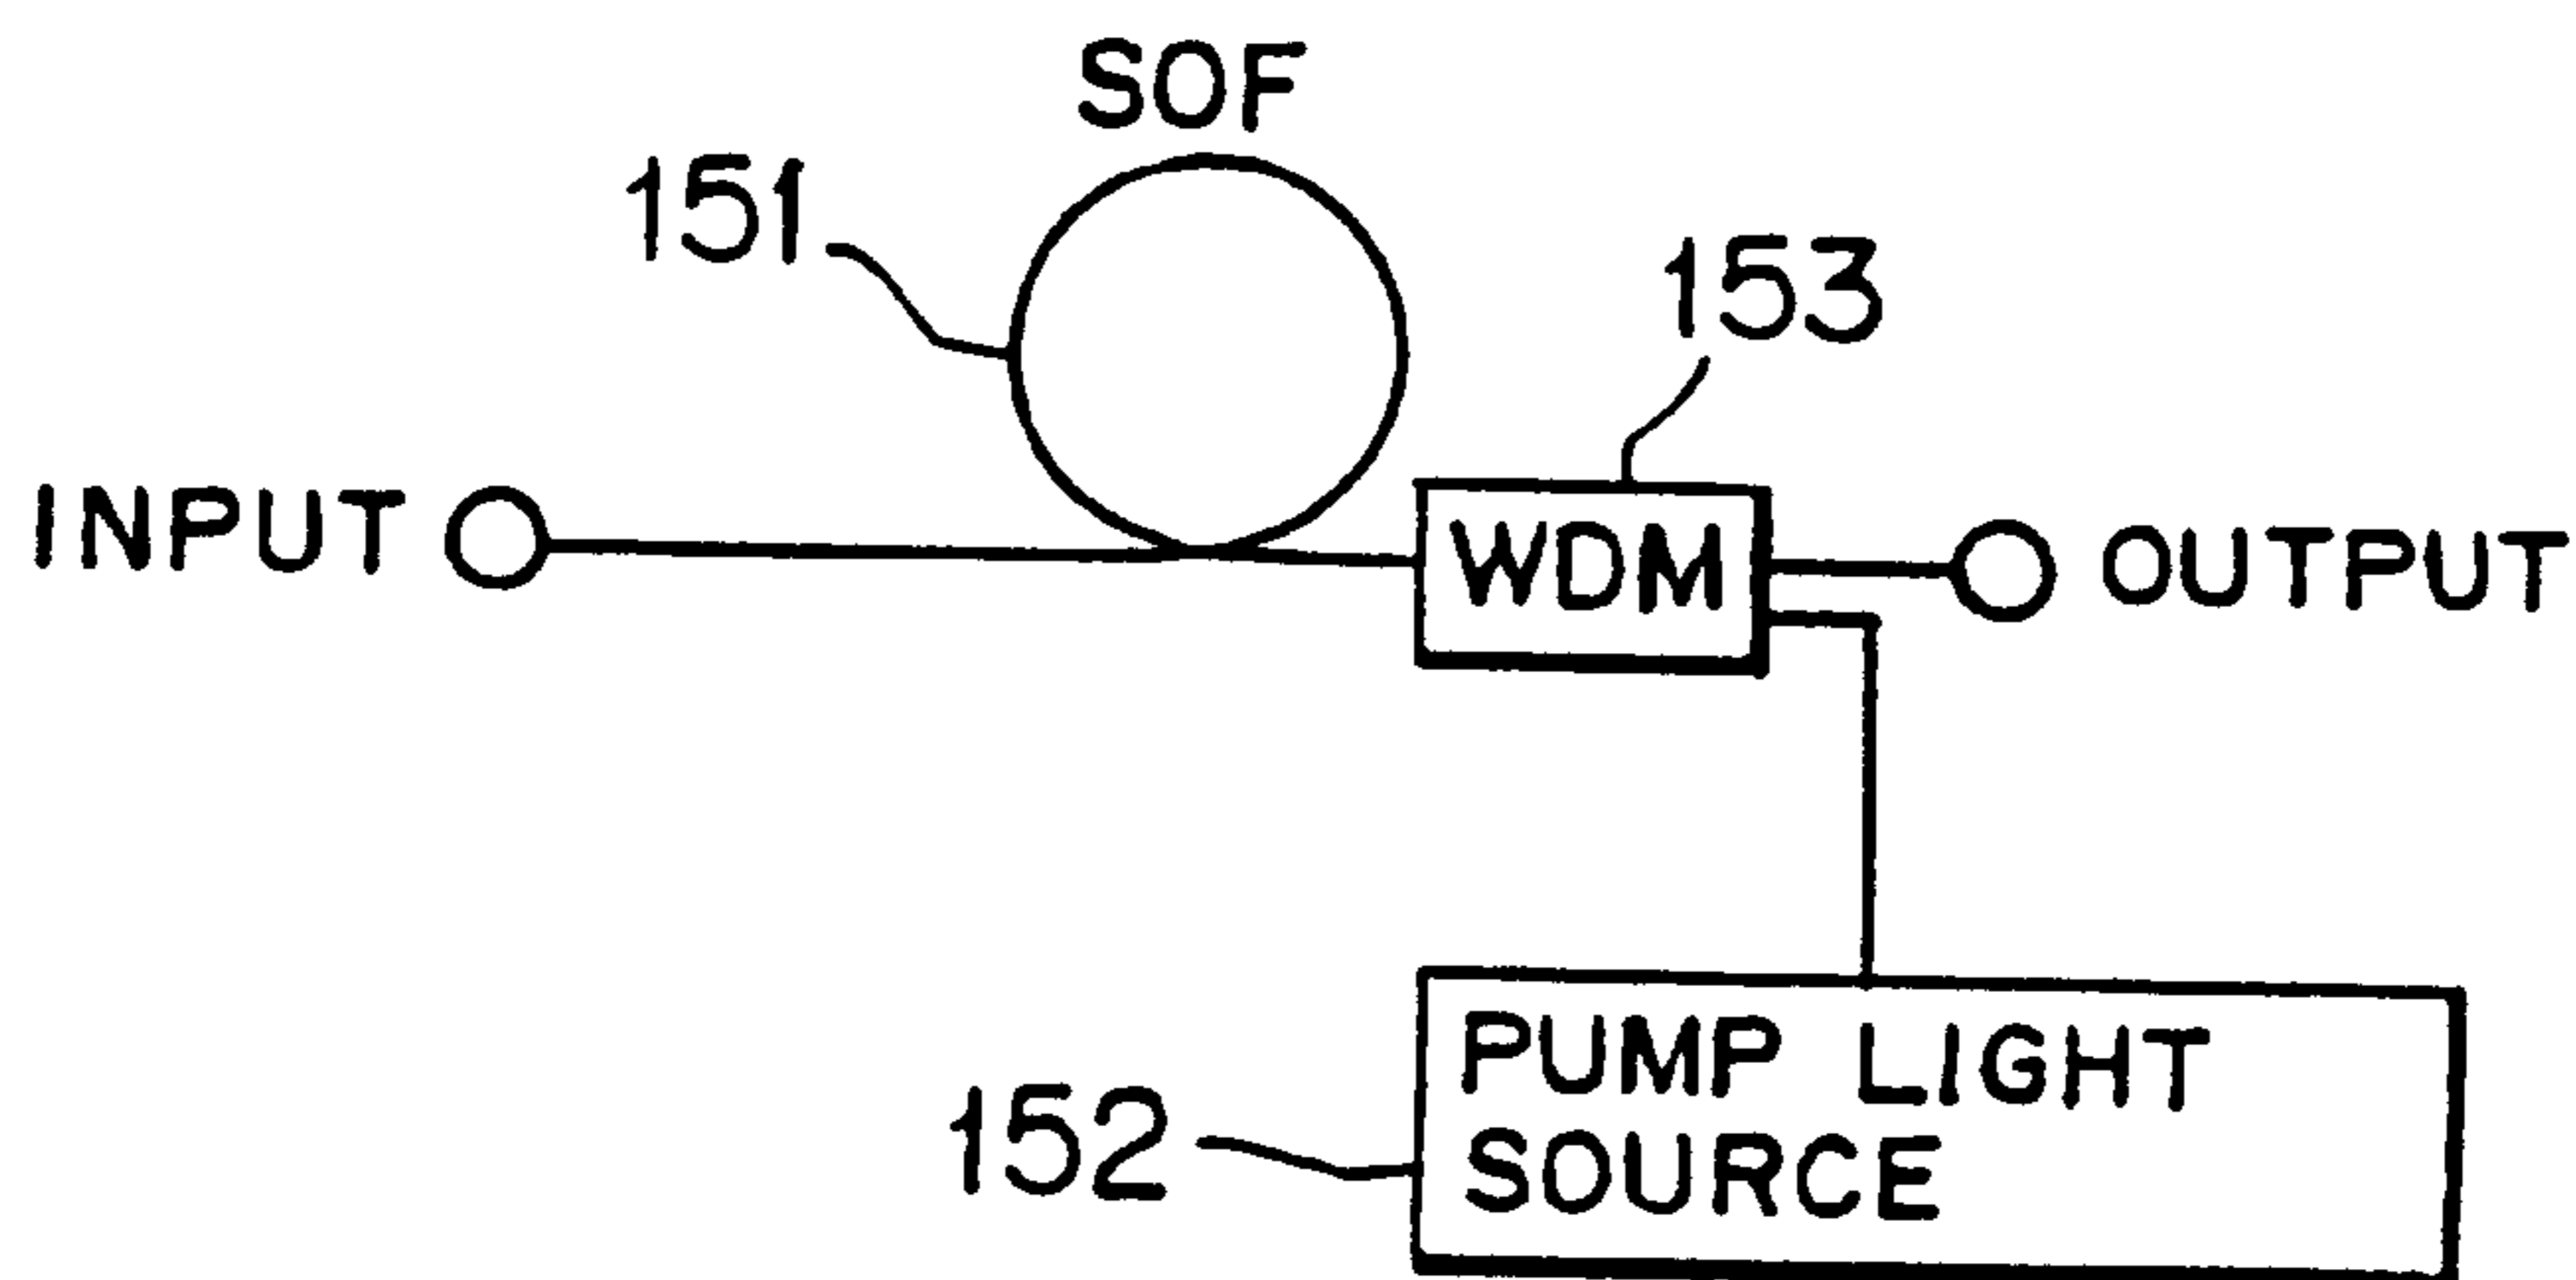 SOF
151
153
INPUT
WDM
OUTPUT
152
PUMP LIGHT
SOURCE